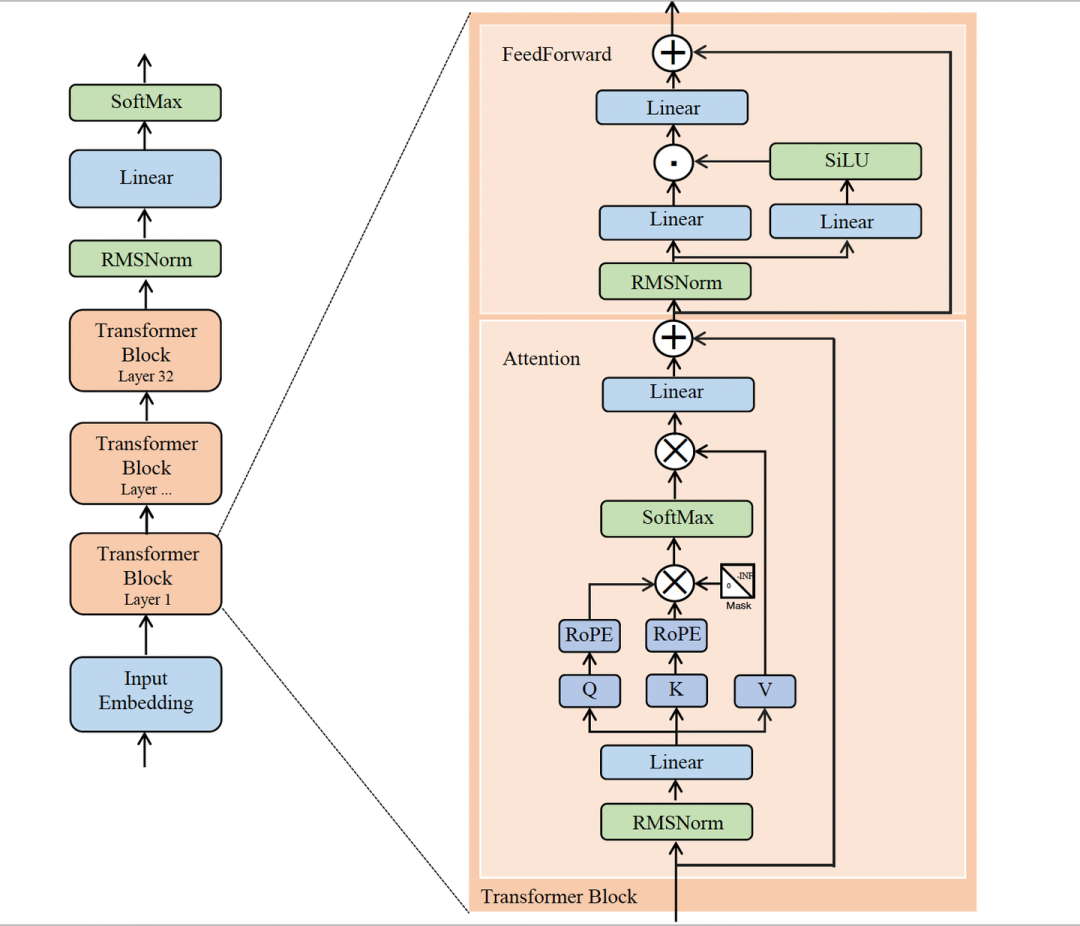 SoftMax
Linear
RMSNorm
Transformer
Block
Layer 32
Transformer
Block
Layer ...
Transformer
Block
Layer 1
Input
Embedding
FeedForward
+
Linear
·
SiLU
Linear
Linear
RMSNorm
+
Attention
Linear
×
SoftMax
×
-INF
0
Mask
RoPE
RoPE
Q
K
V
Linear
RMSNorm
Transformer Block